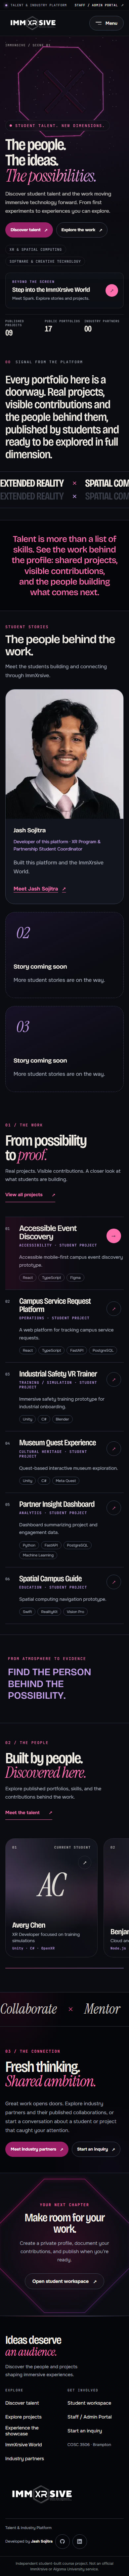 TALENT & INDUSTRY PLATFORM
STAFF / ADMIN PORTAL ↗
IMMXRSIVE
Menu
STUDENT TALENT. NEW DIMENSIONS.
The people.
The ideas.
The possibilities.
Discover student talent and the work moving
immersive technology forward. From first
experiments to experiences you can explore.
Discover talent ↗
Explore the work ↗
XR & SPATIAL COMPUTING
SOFTWARE & CREATIVE TECHNOLOGY
BEYOND THE SCREEN
Step into the ImmXrsive World
Meet Sparx. Explore stories and projects.
PUBLISHED PROJECTS
09
PUBLIC PORTFOLIOS
17
INDUSTRY PARTNERS
00
SIGNAL FROM THE PLATFORM
Every portfolio here is a
doorway. Real projects,
visible contributions and
the people behind them,
published by students and
ready to be explored in full
dimension.
EXTENDED REALITY × SPATIAL COM
EXTENDED REALITY × SPATIAL COM
Talent is more than a list of
skills. See the work behind
the profile: shared projects,
visible contributions,
and the people building
what comes next.
STUDENT STORIES
The people behind the
work.
Meet the students building and connecting
through ImmXrsive.
Jash Sojitra
Developer of this platform · XR Program &
Partnership Student Coordinator
Built this platform and the ImmXrsive
World.
Meet Jash Sojitra ↗
02
Story coming soon
More student stories are on the way.
03
Story coming soon
More student stories are on the way.
01 / THE WORK
From possibility
to proof.
Real projects. Visible contributions. A closer look at
what students are building.
View all projects ↗
01
Accessible Event
Discovery
ACCESSIBILITY · STUDENT PROJECT
Accessible mobile-first campus event discovery
prototype.
React
TypeScript
Figma
02
Campus Service Request
Platform
OPERATIONS · STUDENT PROJECT
A web platform for tracking campus service
requests.
React
TypeScript
FastAPI
PostgreSQL
03
Industrial Safety VR Trainer
TRAINING / SIMULATION · STUDENT
PROJECT
Immersive safety training prototype for
industrial onboarding.
Unity
C#
Blender
04
Museum Quest Experience
CULTURAL HERITAGE · STUDENT
PROJECT
Quest-based interactive museum exploration.
Unity
C#
Meta Quest
05
Partner Insight Dashboard
ANALYTICS · STUDENT PROJECT
Dashboard summarizing project and
engagement data.
Python
FastAPI
PostgreSQL
Machine Learning
06
Spatial Campus Guide
EDUCATION · STUDENT PROJECT
Spatial computing navigation prototype.
Swift
RealityKit
Vision Pro
FROM ATMOSPHERE TO EVIDENCE
FIND THE PERSON
BEHIND THE
POSSIBILITY.
02 / THE PEOPLE
Built by people.
Discovered here.
Explore published portfolios, skills, and the
contributions behind the work.
Meet the talent ↗
01
CURRENT STUDENT
AC
Avery Chen
XR Developer focused on training
simulations
Unity · C# · OpenXR
02
Benjam
Cloud an
Node.js
Collaborate × Mentor
03 / THE CONNECTION
Fresh thinking.
Shared ambition.
Great work opens doors. Explore industry
partners and their published collaborations, or
start a conversation about a student or project
that caught your attention.
Meet industry partners ↗
Start an inquiry ↗
YOUR NEXT CHAPTER
Make room for your
work.
Create a private profile, document your
contributions, and publish when you're
ready.
Open student workspace ↗
Ideas deserve
an audience.
Discover the people and projects
shaping immersive experiences.
EXPLORE
Discover talent
Explore projects
Experience the
showcase
ImmXrsive World
Industry partners
GET INVOLVED
Student workspace
Staff / Admin Portal
Start an inquiry
COSC 3506 · Brampton
IMMXRSIVE
Talent & Industry Platform
Developed by Jash Sojitra
Independent student-built course project. Not an official
ImmXrsive or Algoma University service.